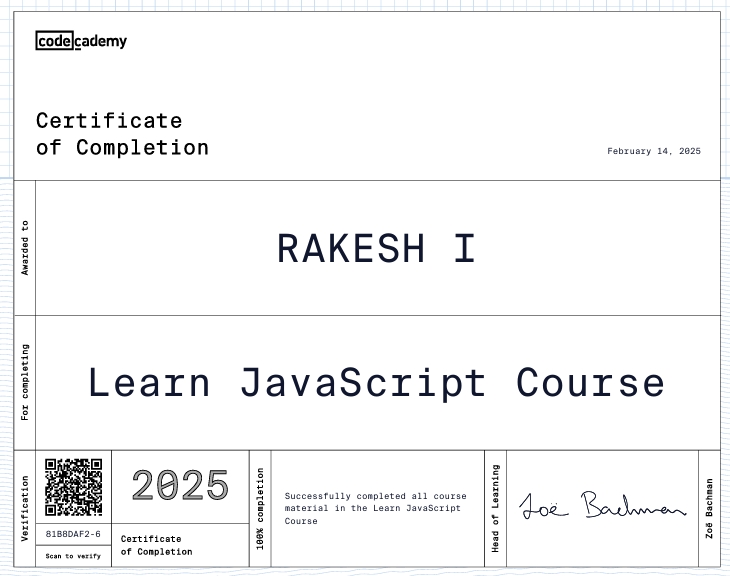 codecademy
Certificate
of Completion
February 14, 2025
Awarded to
RAKESH I
For completing
Learn JavaScript Course
Verification
81B8DAF2-6
Scan to verify
2025
Certificate
of Completion
100% completion
Successfully completed all course
material in the Learn JavaScript
Course
Head of Learning
Zoë Bachman
Zoë Bachman